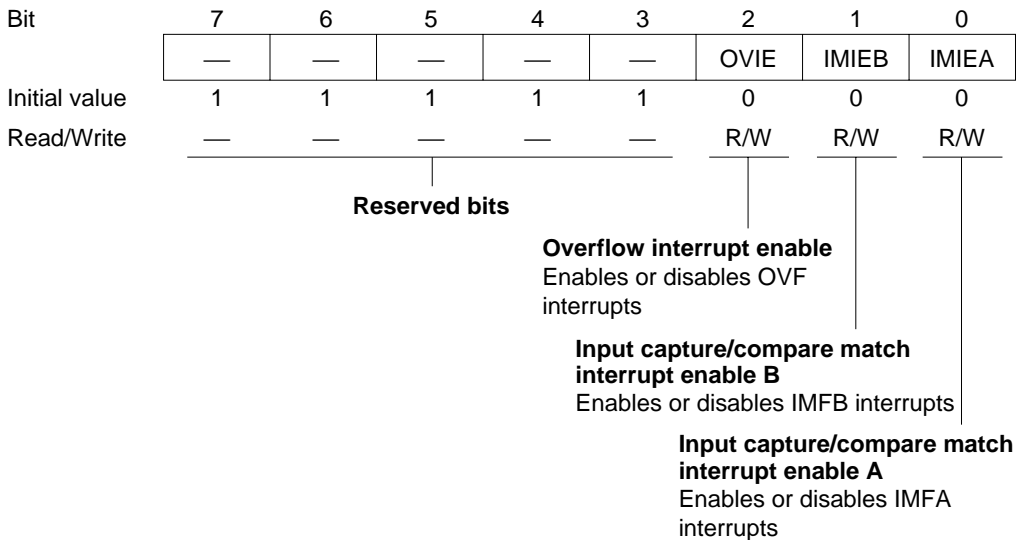 Bit 7 6 5 4 3 2 1 0
— — — — — OVIE IMIEB IMIEA
Initial value 1 1 1 1 1 0 0 0
Read/Write — — — — — R/W R/W R/W
Reserved bits
Overflow interrupt enable
Enables or disables OVF
interrupts
Input capture/compare match
interrupt enable B
Enables or disables IMFB interrupts
Input capture/compare match
interrupt enable A
Enables or disables IMFA
interrupts